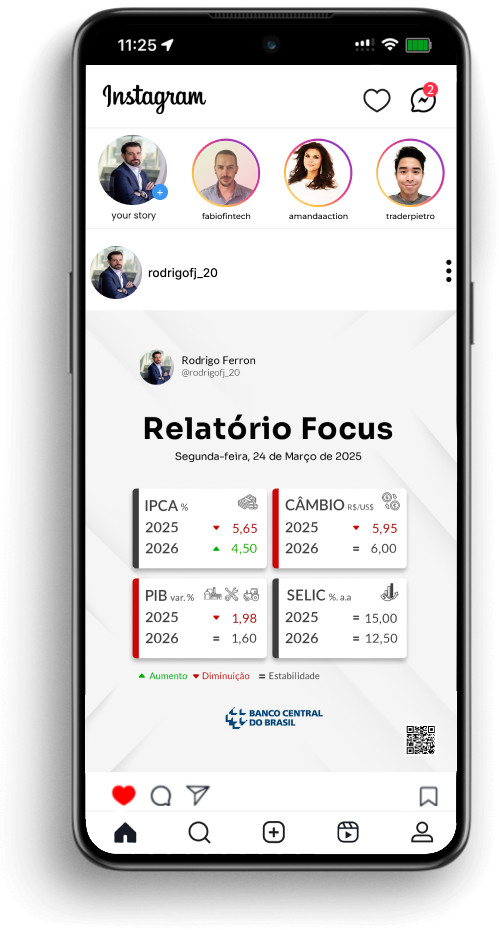 11:25
Instagram
2
your story
fabiofintech
amandaaction
traderpietro
rodrigofj_20
Rodrigo Ferron
@rodrigofj_20
Relatório Focus
Segunda-feira, 24 de Março de 2025
IPCA %
2025 ▼ 5,65
2026 ▲ 4,50
CÂMBIO R$/US$
2025 ▼ 5,95
2026 = 6,00
PIB var. %
2025 ▼ 1,98
2026 = 1,60
SELIC %. a.a
2025 = 15,00
2026 = 12,50
▲ Aumento ▼ Diminuição = Estabilidade
BANCO CENTRAL
DO BRASIL